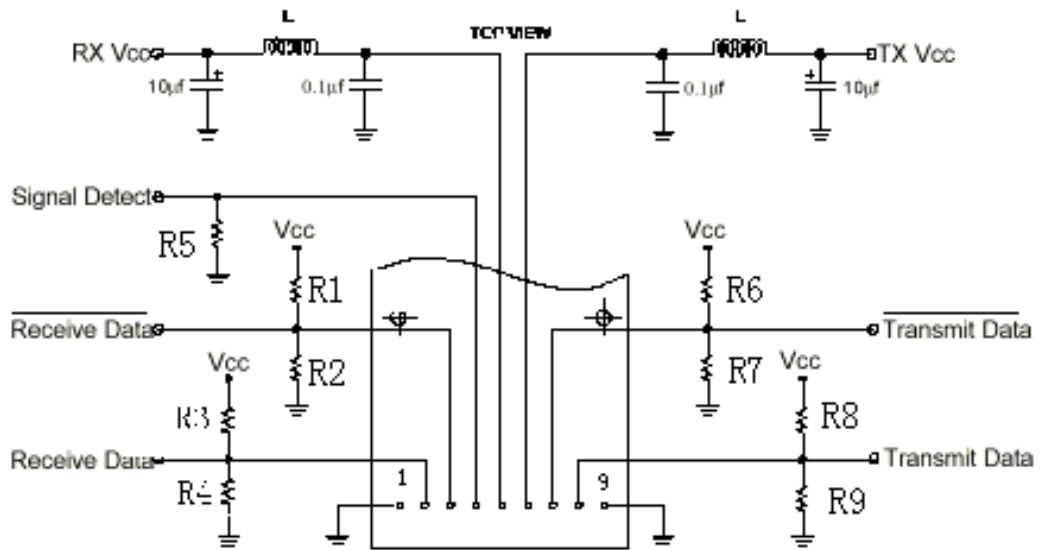 L
TOP VIEW
L
RX Vcc
TX Vcc
10µf
+
0.1µf
0.1µf
+
10µf
Signal Detect
R5
Vcc
Vcc
R1
R6
Receive Data
Transmit Data
R2
R7
Vcc
Vcc
R3
R8
Receive Data
Transmit Data
R4
1
9
R9